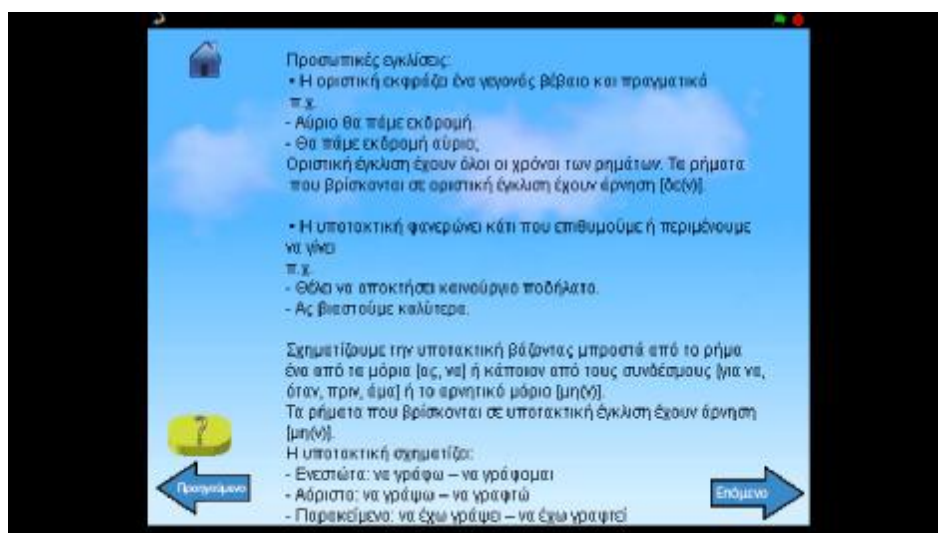 Προσωπικές εγκλίσεις:
• Η οριστική εκφράζει ένα γεγονός βέβαιο και πραγματικό
π.χ.
- Αύριο θα πάμε εκδρομή.
- Θα πάμε εκδρομή αύριο;
Οριστική έγκλιση έχουν όλοι οι χρόνοι των ρημάτων. Τα ρήματα
που βρίσκονται σε οριστική έγκλιση έχουν άρνηση [δε(ν)].
• Η υποτακτική φανερώνει κάτι που επιθυμούμε ή περιμένουμε
να γίνει
π.χ.
- Θέλει να αποκτήσει καινούργιο ποδήλατο.
- Ας βιαστούμε καλύτερα.
Σχηματίζουμε την υποτακτική βάζοντας μπροστά από το ρήμα
ένα από τα μόρια [ας, να] ή κάποιον από τους συνδέσμους [για να,
όταν, πριν, άμα] ή το αρνητικό μόριο [μη(ν)].
Τα ρήματα που βρίσκονται σε υποτακτική έγκλιση έχουν άρνηση
[μη(ν)].
Η υποτακτική σχηματίζει:
- Ενεστώτα: να γράφω – να γράφομαι
- Αόριστο: να γράψω – να γραφτώ
- Παρακείμενο: να έχω γράψει – να έχω γραφτεί
?
Προηγούμενο
Επόμενο